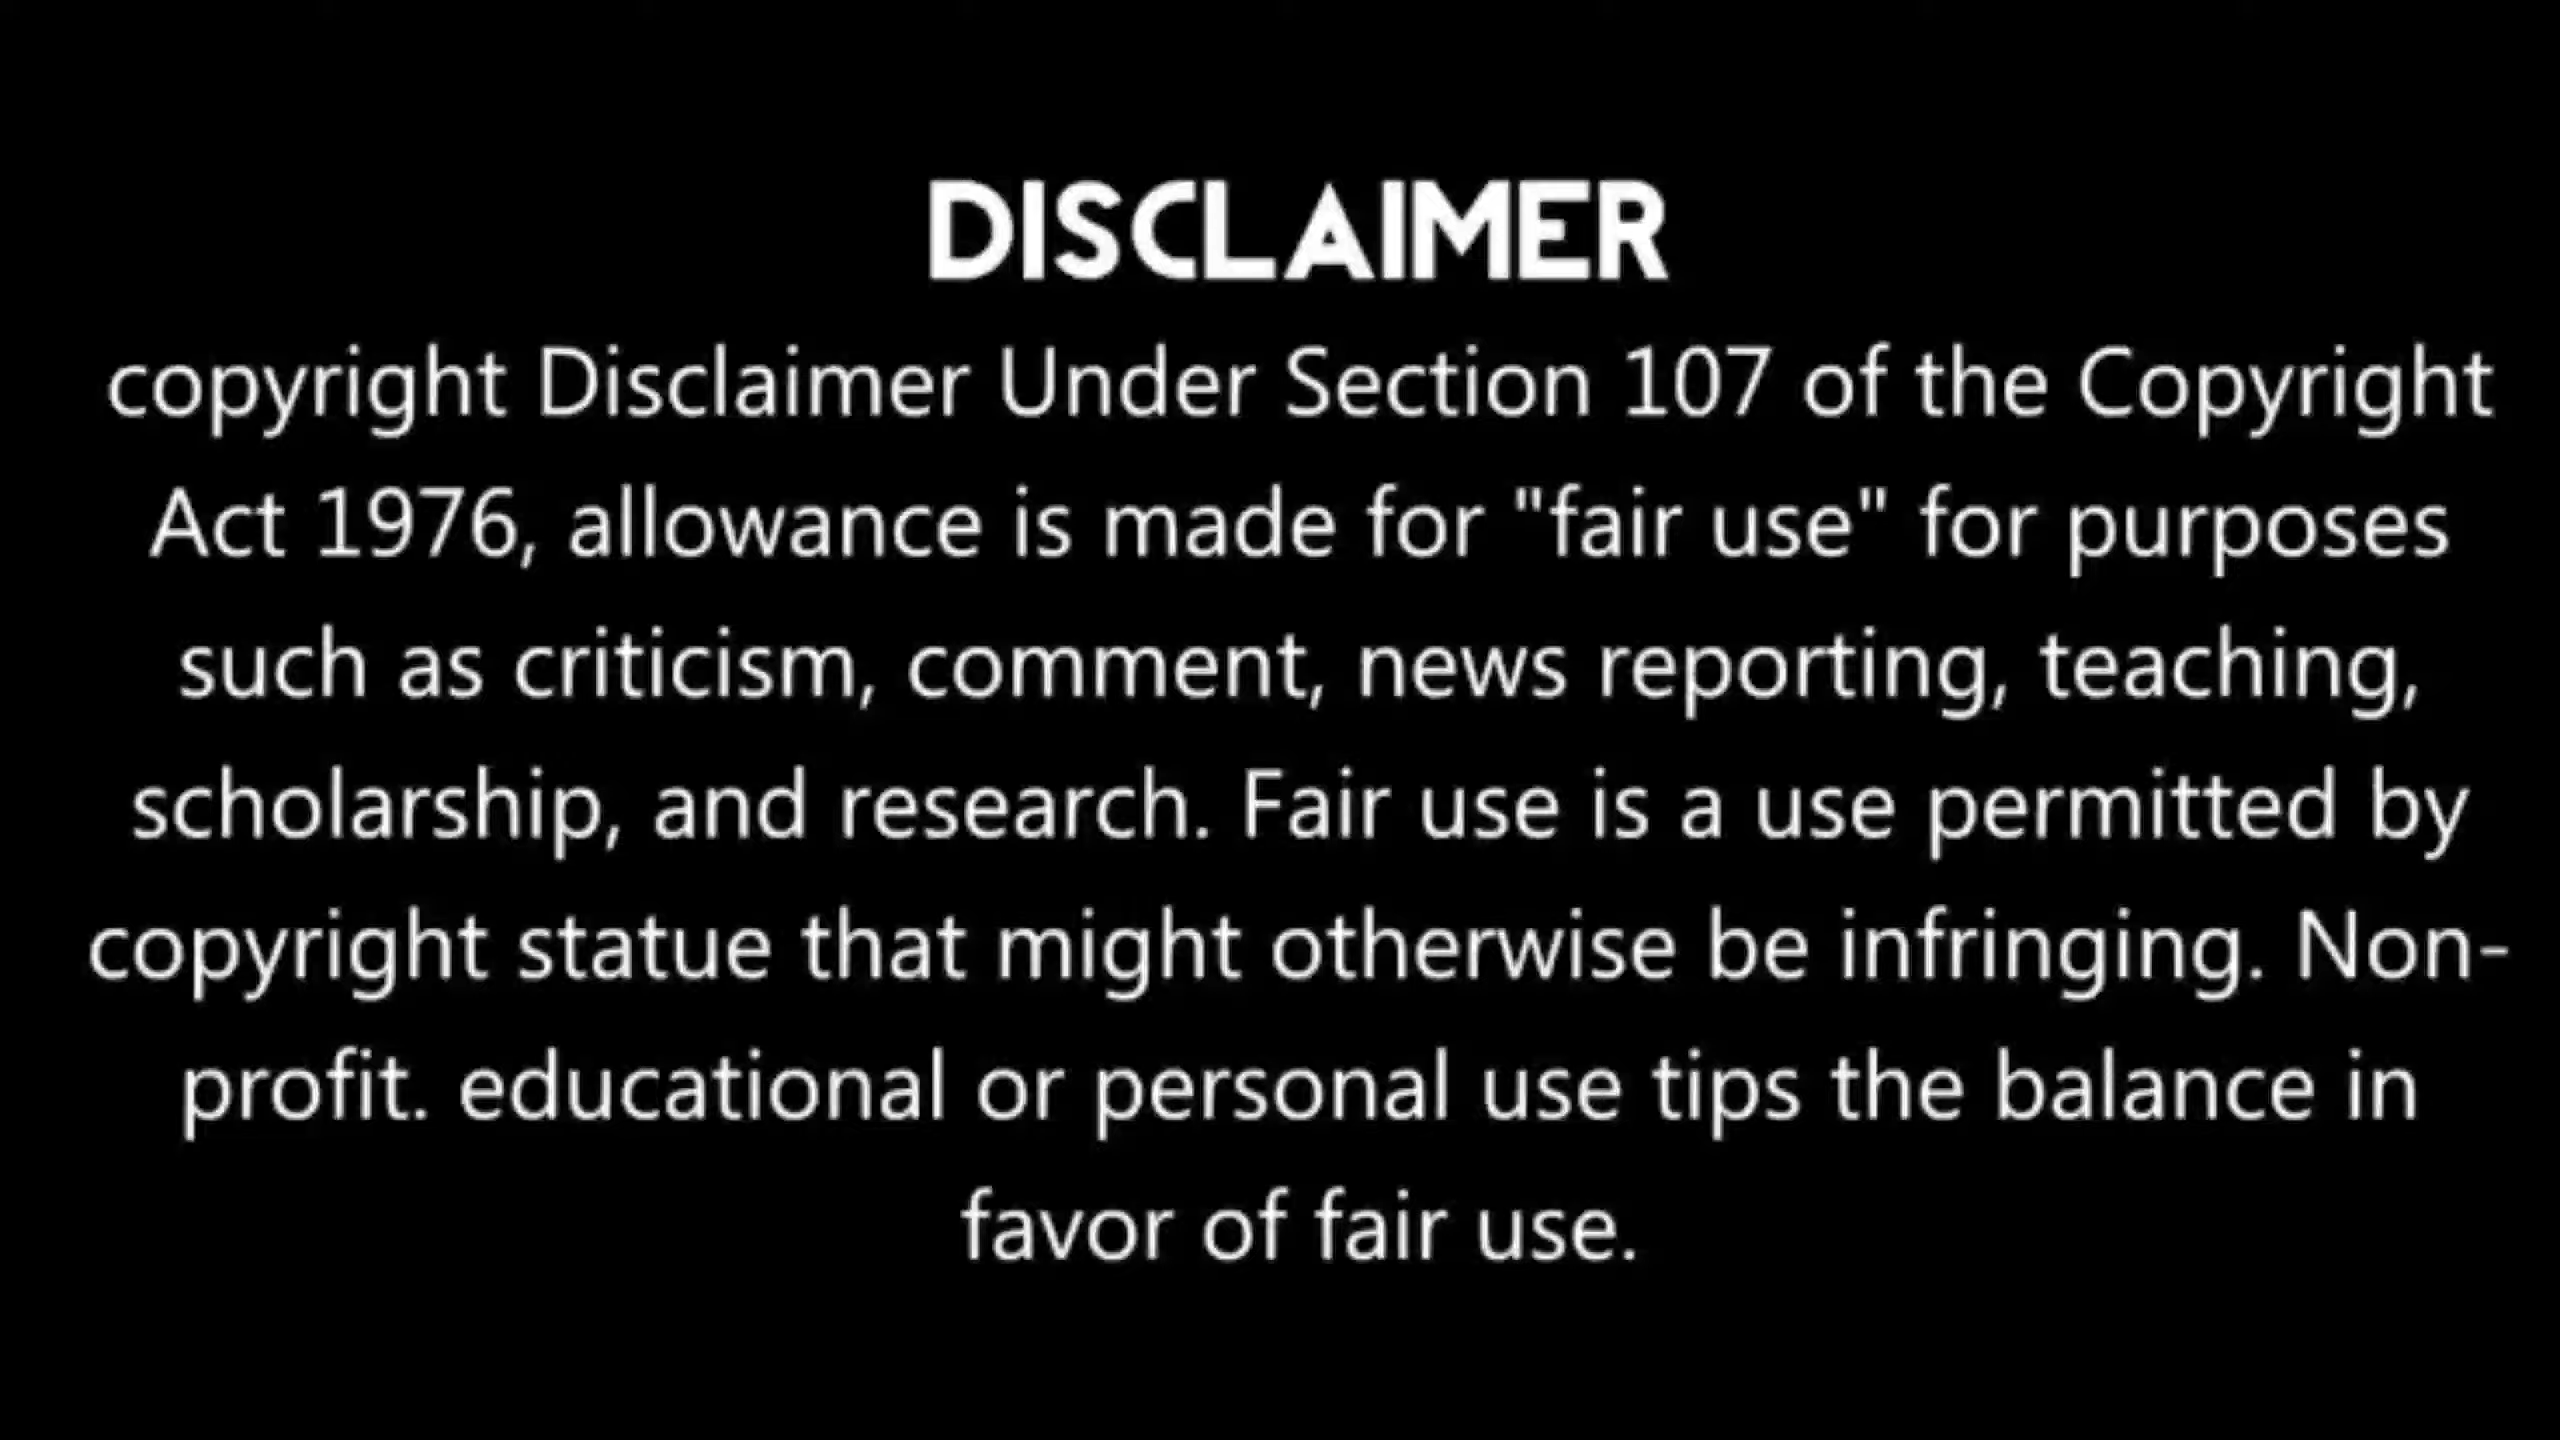 DISCLAIMER
copyright Disclaimer Under Section 107 of the Copyright
Act 1976, allowance is made for "fair use" for purposes
such as criticism, comment, news reporting, teaching,
scholarship, and research. Fair use is a use permitted by
copyright statue that might otherwise be infringing. Non-
profit. educational or personal use tips the balance in
favor of fair use.